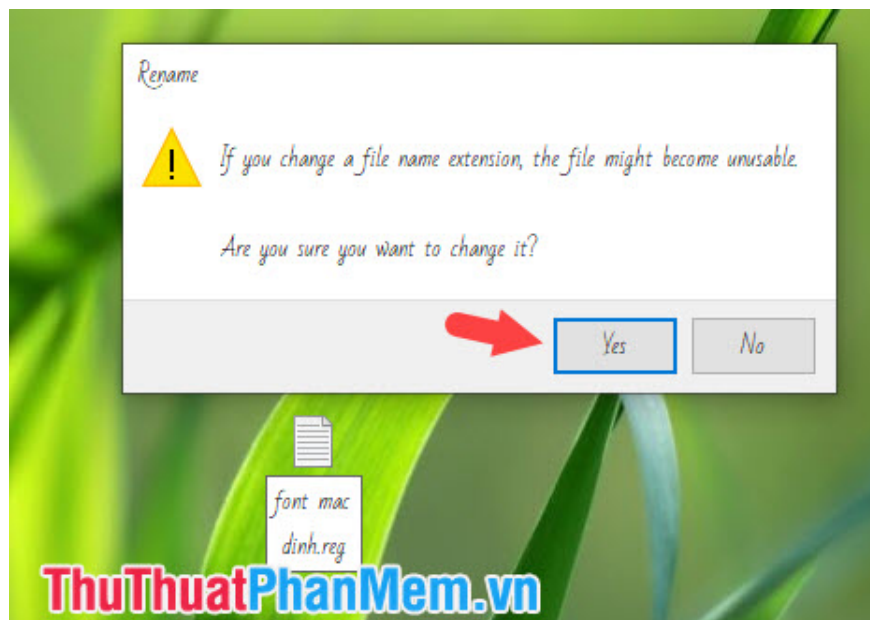 Rename
If you change a file name extension, the file might become unusable.
Are you sure you want to change it?
Yes
No
font mac
dinh.reg
ThuThuatPhanMem.vn